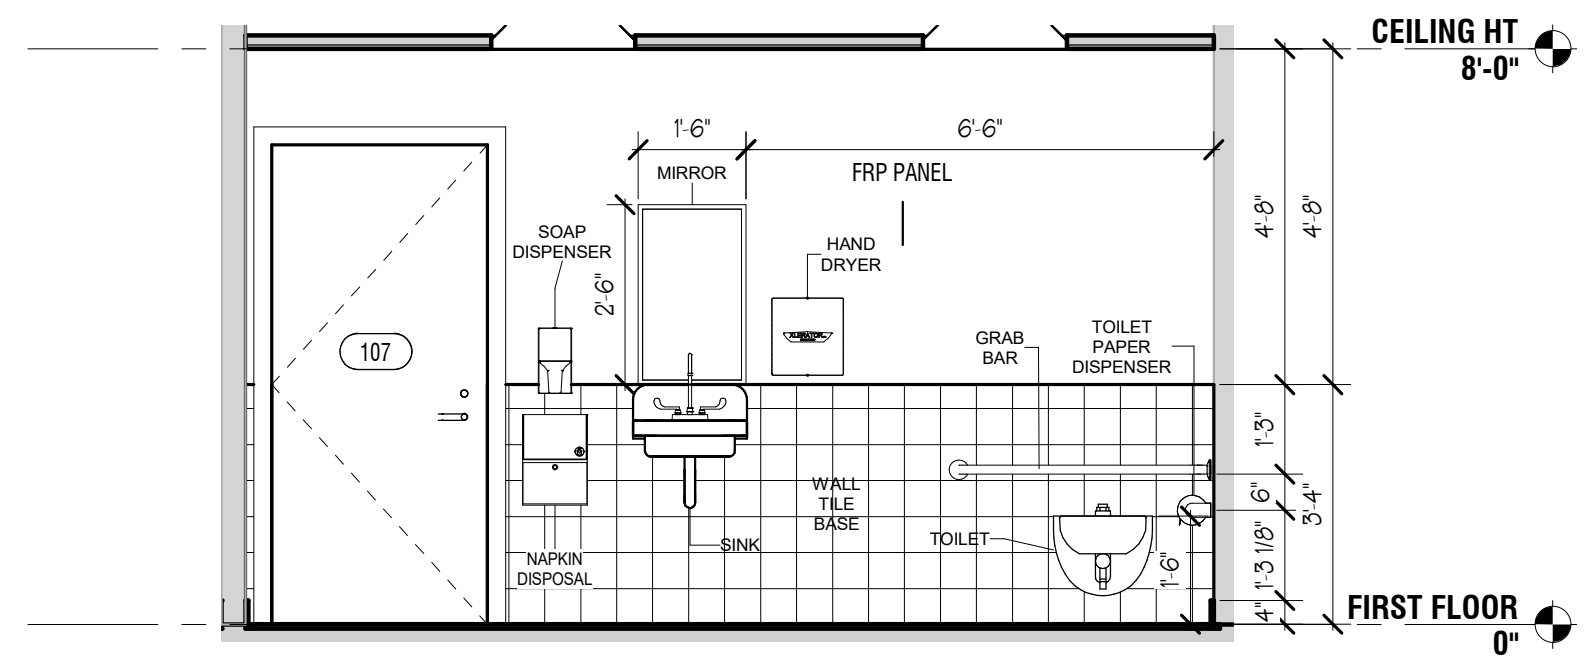 CEILING HT
8'-0"
1'-6"
6'-6"
MIRROR
FRP PANEL
SOAP
DISPENSER
HAND
DRYER
2'-6"
4'-8"
4'-8"
XLERATOR
107
GRAB
BAR
TOILET
PAPER
DISPENSER
1'-3"
WALL
TILE
BASE
6"
3'-4"
SINK
TOILET
NAPKIN
DISPOSAL
1'-6"
1'-3 1/8"
4"
FIRST FLOOR
0"